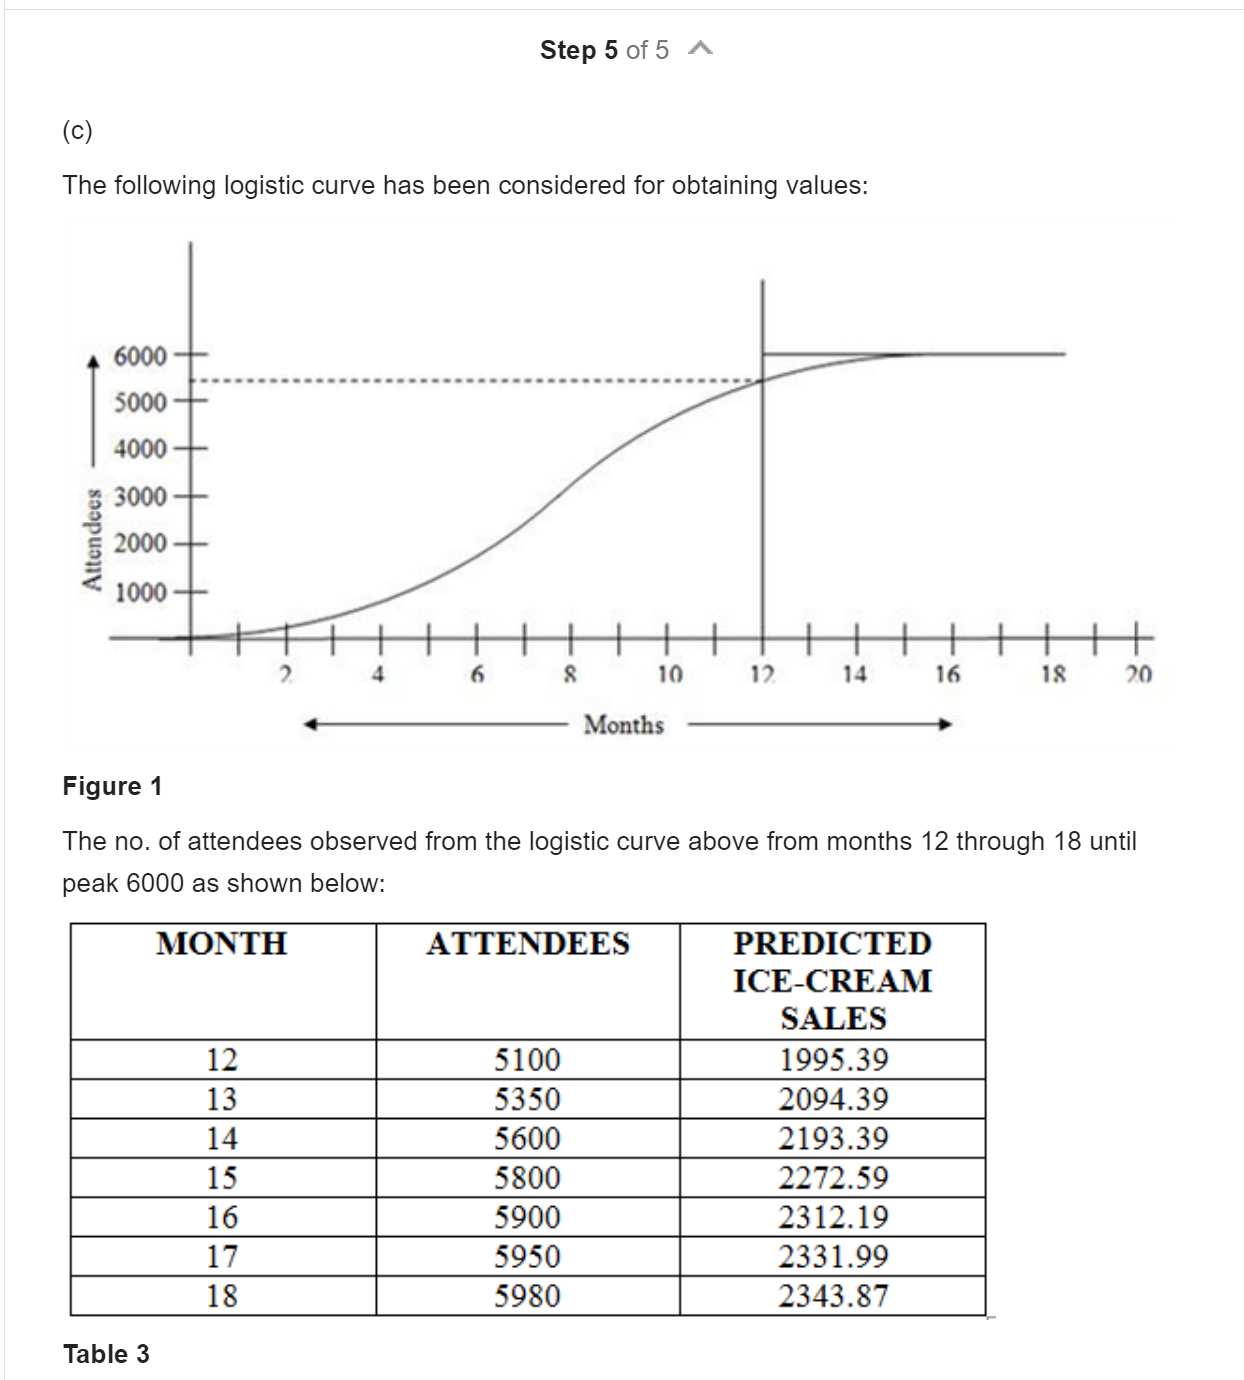 Step 5 of 5
(c)
The following logistic curve has been considered for obtaining values:
6000
5000
4000
3000
2000
1000
Attendees
2 4 6 8 10 12 14 16 18 20
Months
Figure 1
The no. of attendees observed from the logistic curve above from months 12 through 18 until
peak 6000 as shown below:
MONTH ATTENDEES PREDICTED
ICE-CREAM
SALES
12 5100 1995.39
13 5350 2094.39
14 5600 2193.39
15 5800 2272.59
16 5900 2312.19
17 5950 2331.99
18 5980 2343.87
Table 3